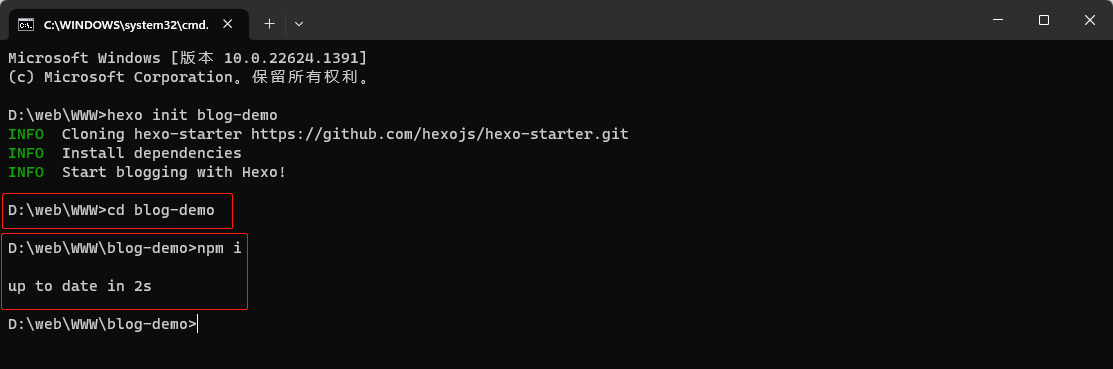 C:\WINDOWS\system32\cmd.
Microsoft Windows [版本 10.0.22624.1391]
(c) Microsoft Corporation。保留所有权利。
D:\web\WWW>hexo init blog-demo
INFO  Cloning hexo-starter https://github.com/hexojs/hexo-starter.git
INFO  Install dependencies
INFO  Start blogging with Hexo!
D:\web\WWW>cd blog-demo
D:\web\WWW\blog-demo>npm i
up to date in 2s
D:\web\WWW\blog-demo>